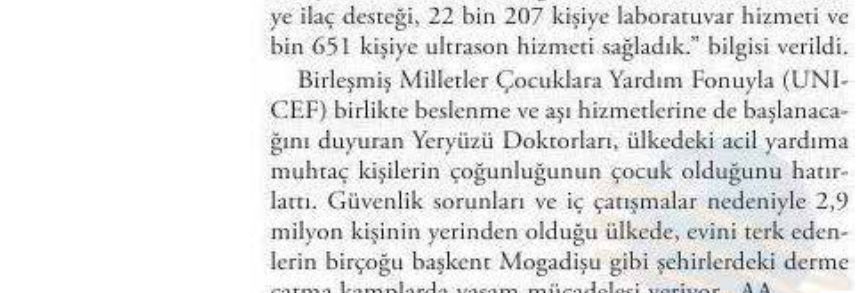 ye ilaç desteği, 22 bin 207 kişiye laboratuvar hizmeti ve
bin 651 kişiye ultrason hizmeti sağladık.” bilgisi verildi.
Birleşmiş Milletler Çocuklara Yardım Fonuyla (UNI-
CEF) birlikte beslenme ve aşı hizmetlerine de başlanaca-
ğını duyuran Yeryüzü Doktorları, ülkedeki acil yardıma
muhtaç kişilerin çoğunluğunun çocuk olduğunu hatır-
lattı. Güvenlik sorunları ve iç çatışmalar nedeniyle 2,9
milyon kişinin yerinden olduğu ülkede, evini terk eden-
lerin birçoğu başkent Mogadişu gibi şehirlerdeki derme
çatma kamplarda yaşam mücadelesi veriyor. AA